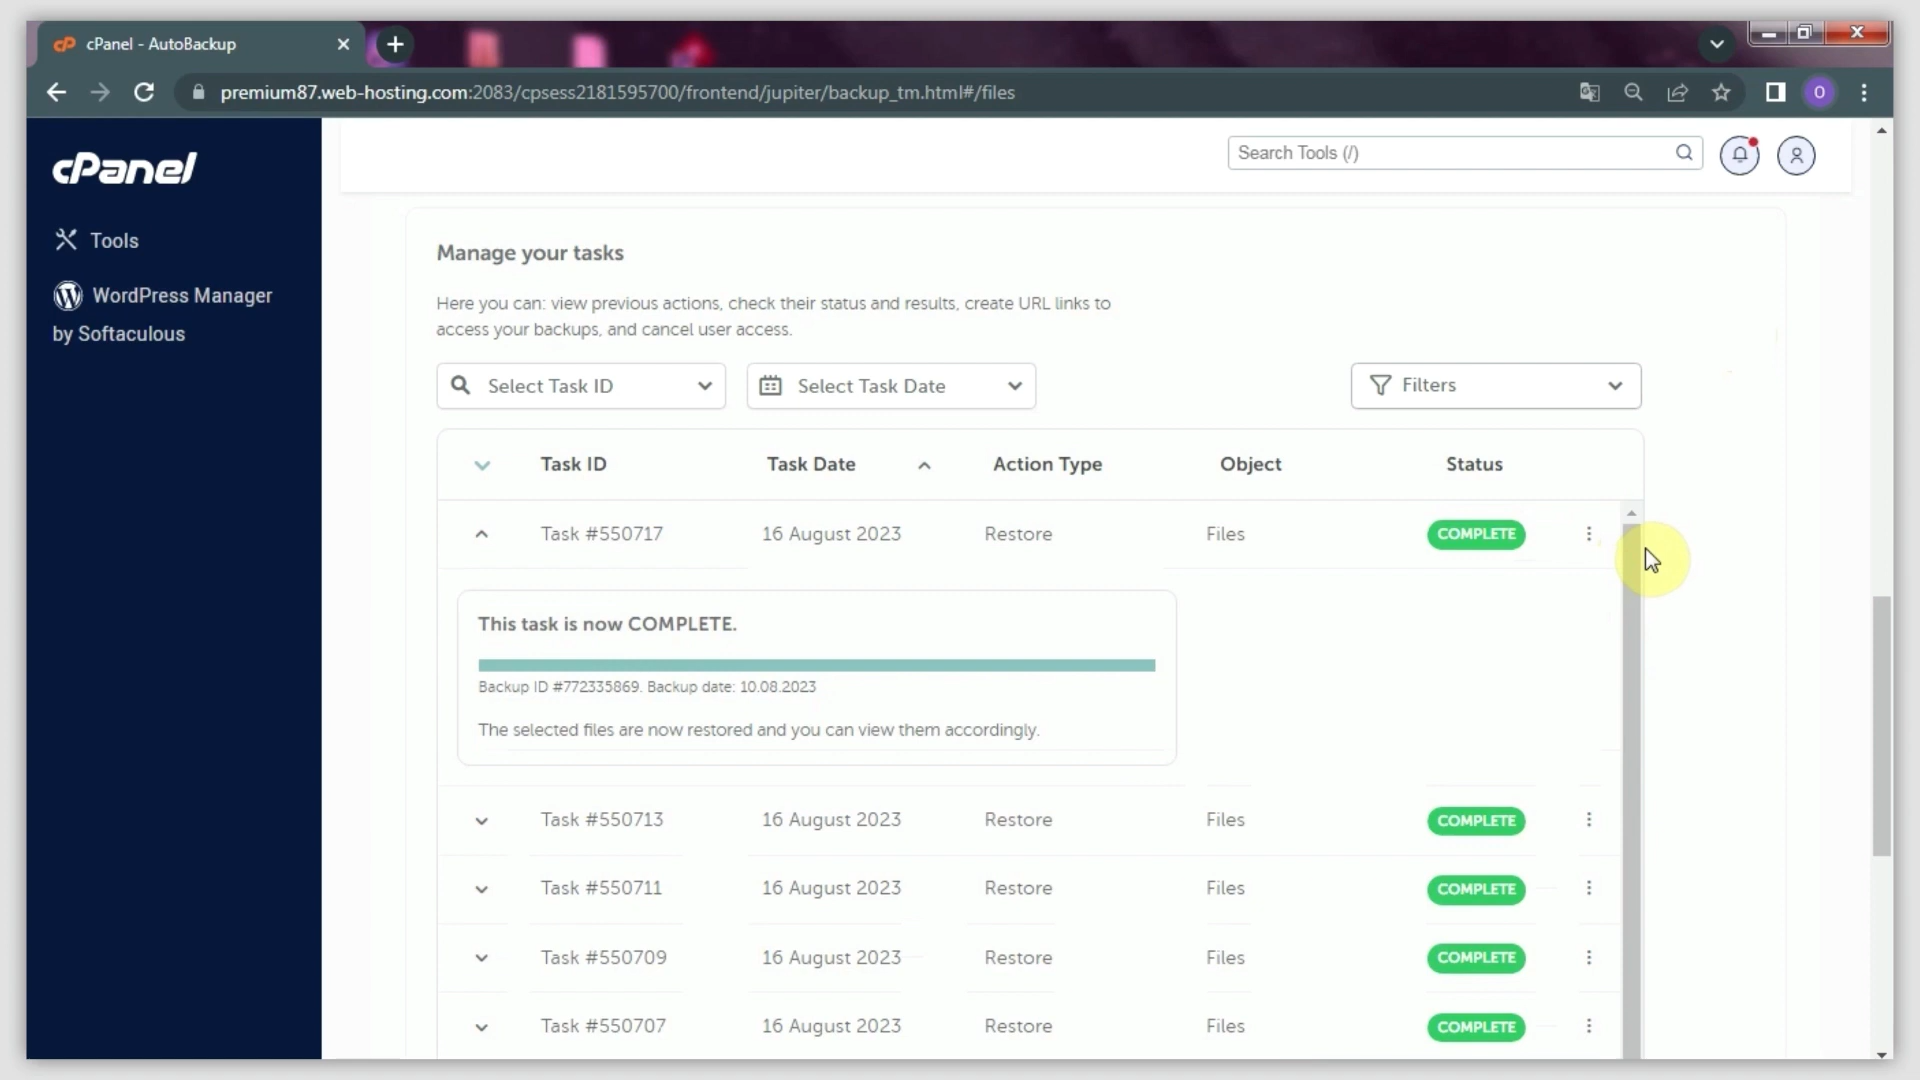 cPanel - AutoBackup
premium87.web-hosting.com:2083/cpsess2181595700/frontend/jupiter/backup_tm.html#/files
O
cPanel
Search Tools (/)
Tools
WordPress Manager
by Softaculous
Manage your tasks
Here you can: view previous actions, check their status and results, create URL links to
access your backups, and cancel user access.
Select Task ID
Select Task Date
Filters
Task ID Task Date Action Type Object Status
Task #550717 16 August 2023 Restore Files COMPLETE
This task is now COMPLETE.
Backup ID #772335869. Backup date: 10.08.2023
The selected files are now restored and you can view them accordingly.
Task #550713 16 August 2023 Restore Files COMPLETE
Task #550711 16 August 2023 Restore Files COMPLETE
Task #550709 16 August 2023 Restore Files COMPLETE
Task #550707 16 August 2023 Restore Files COMPLETE